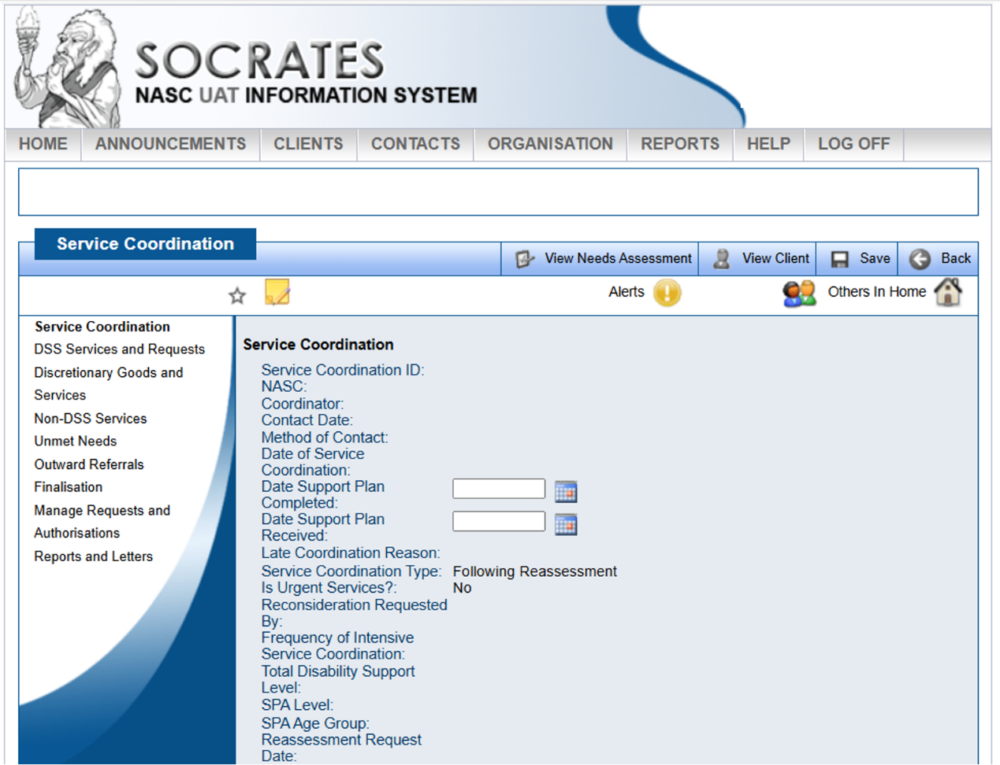 SOCRATES
NASC UAT INFORMATION SYSTEM
HOME ANNOUNCEMENTS CLIENTS CONTACTS ORGANISATION REPORTS HELP LOG OFF
Service Coordination
View Needs Assessment View Client Save Back
Alerts Others In Home
Service Coordination
DSS Services and Requests
Discretionary Goods and
Services
Non-DSS Services
Unmet Needs
Outward Referrals
Finalisation
Manage Requests and
Authorisations
Reports and Letters
Service Coordination
Service Coordination ID:
NASC:
Coordinator:
Contact Date:
Method of Contact:
Date of Service
Coordination:
Date Support Plan
Completed:
Date Support Plan
Received:
Late Coordination Reason:
Service Coordination Type: Following Reassessment
Is Urgent Services?: No
Reconsideration Requested
By:
Frequency of Intensive
Service Coordination:
Total Disability Support
Level:
SPA Level:
SPA Age Group:
Reassessment Request
Date: